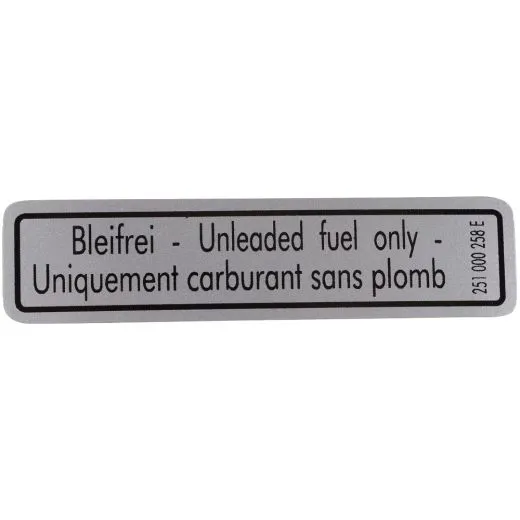 Bleifrei - Unleaded fuel only -
Uniquement carburant sans plomb
251 000 258 E